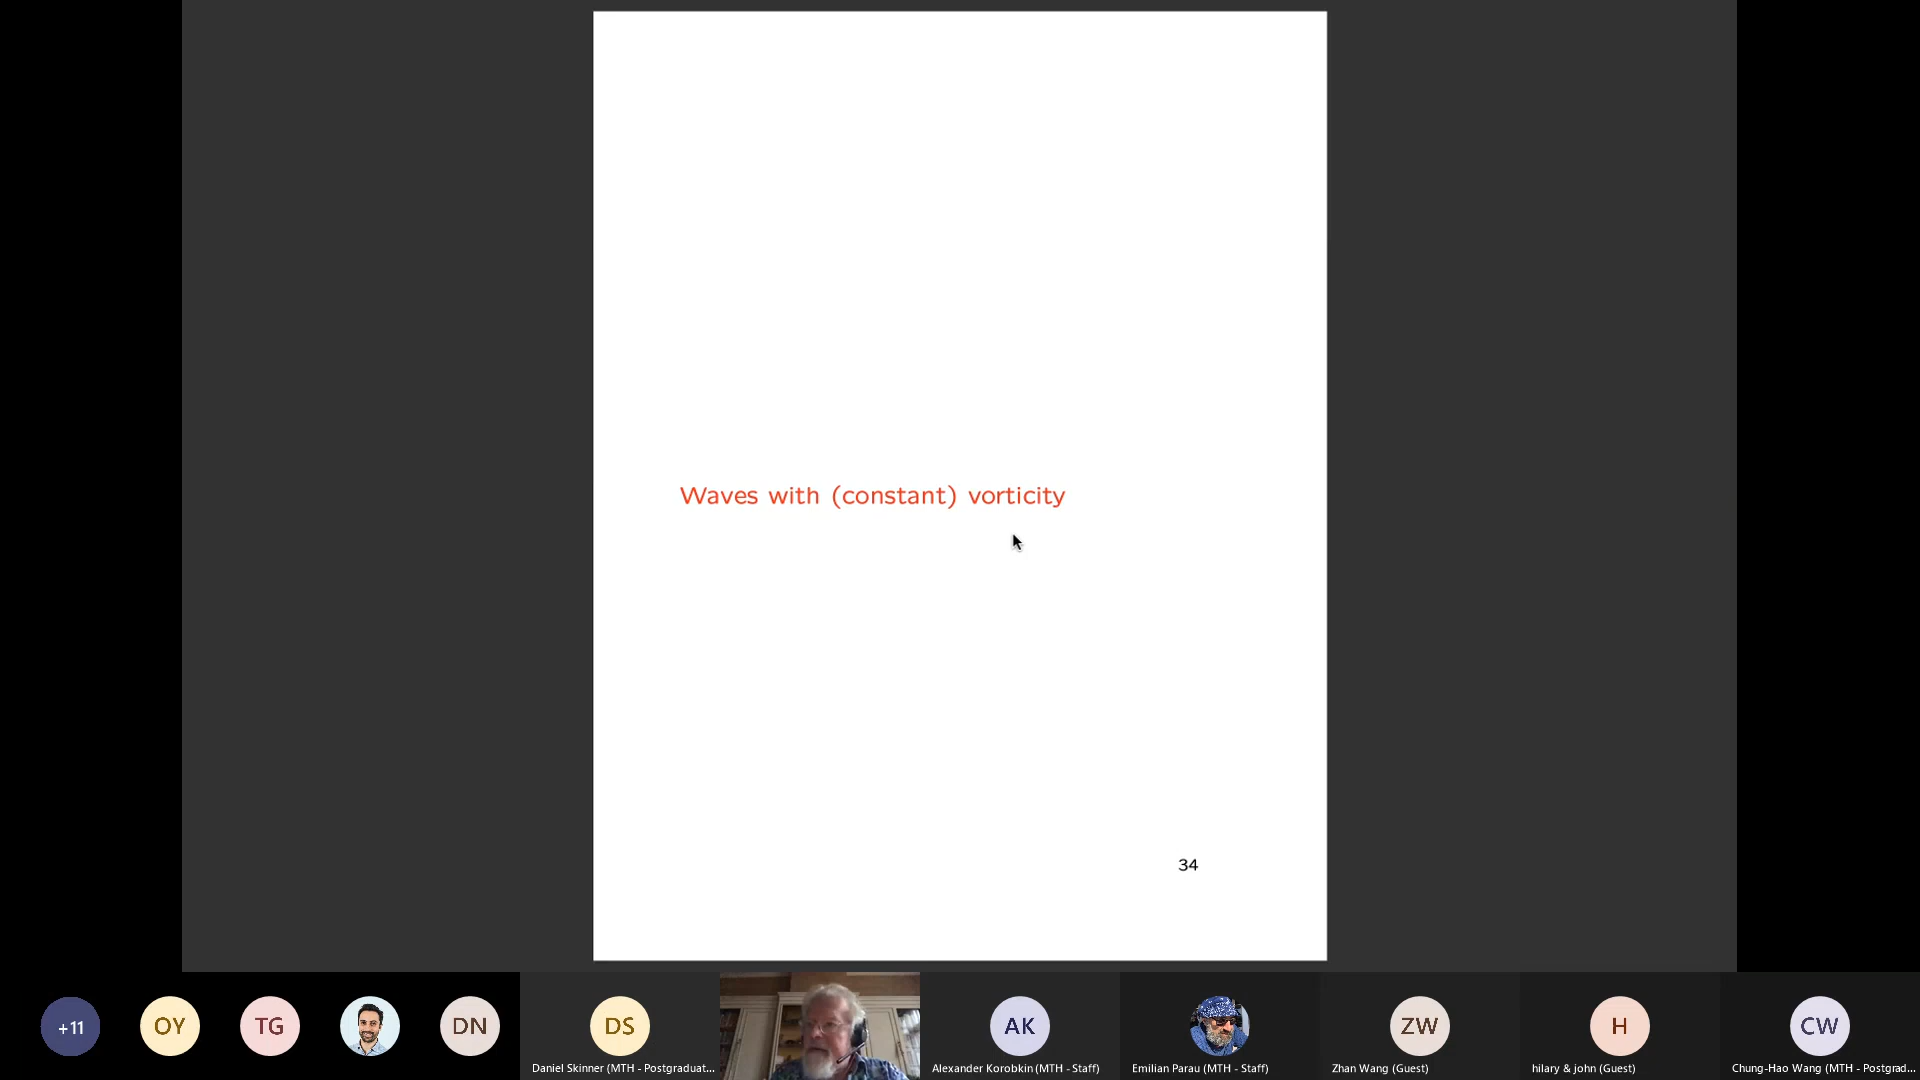 Waves with (constant) vorticity
34
+11
OY
TG
DN
DS
AK
ZW
H
CW
Daniel Skinner (MTH - Postgraduat...
Alexander Korobkin (MTH - Staff)
Emilian Parau (MTH - Staff)
Zhan Wang (Guest)
hilary & john (Guest)
Chung-Hao Wang (MTH - Postgrad...